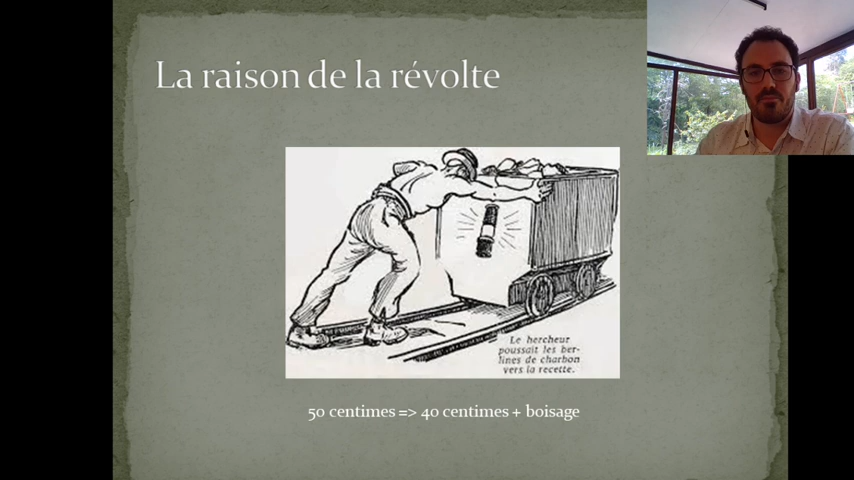 La raison de la révolte
Le hercheur
poussait les ber-
lines de charbon
vers la recette.
50 centimes => 40 centimes + boisage